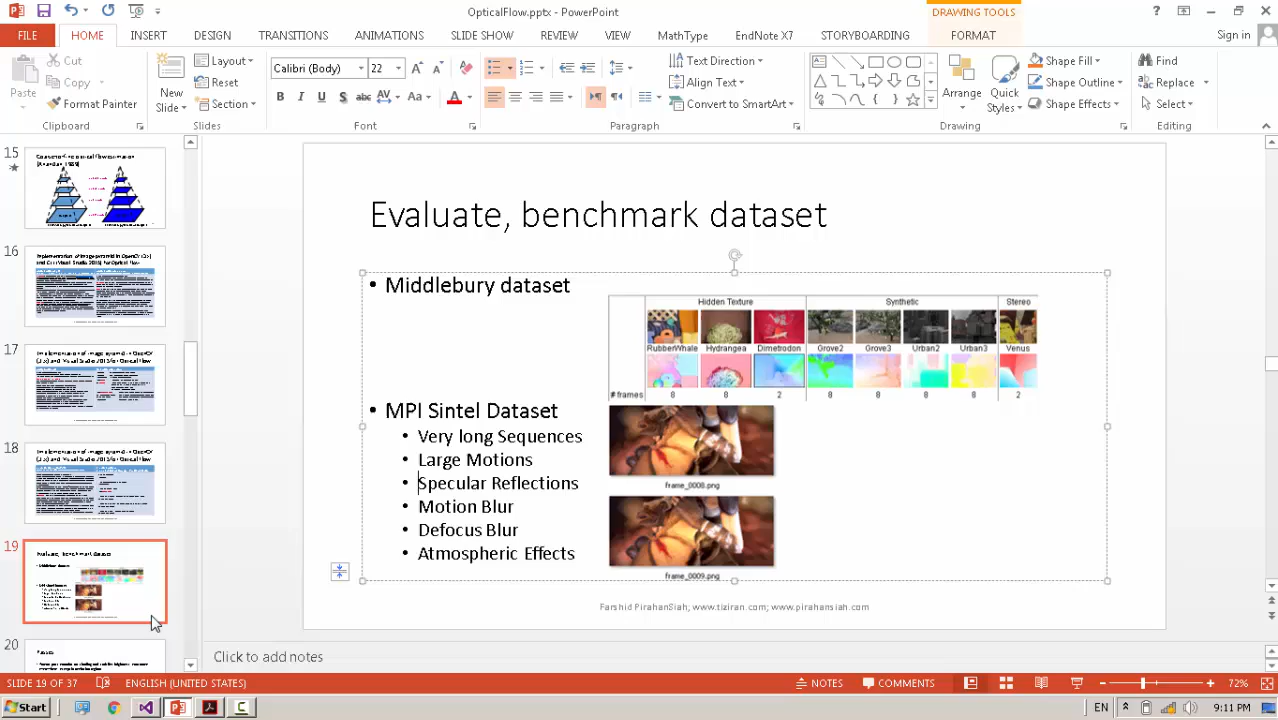 OpticalFlow.pptx - PowerPoint
DRAWING TOOLS
?
FILE
HOME
INSERT
DESIGN
TRANSITIONS
ANIMATIONS
SLIDE SHOW
REVIEW
VIEW
MathType
EndNote X7
STORYBOARDING
FORMAT
Sign in
Paste
Cut
Copy
Format Painter
Clipboard
New
Slide
Layout
Reset
Section
Slides
Calibri (Body)
22
Font
Text Direction
Align Text
Convert to SmartArt
Paragraph
Arrange
Quick
Styles
Shape Fill
Shape Outline
Shape Effects
Drawing
Find
Replace
Select
Editing
15
16
17
18
19
20
Evaluate, benchmark dataset
• Middlebury dataset
Hidden Texture Synthetic Stereo
RubberWhale Hydrangea Dimetrodon Grove2 Grove3 Urban2 Urban3 Venus
# frames 8 8 2 8 8 8 8 2
• MPI Sintel Dataset
• Very long Sequences
• Large Motions
• Specular Reflections
• Motion Blur
• Defocus Blur
• Atmospheric Effects
frame_0008.png
frame_0009.png
Farshid PirahanSiah; www.tiziran.com; www.pirahansiah.com
Click to add notes
SLIDE 19 OF 37 ENGLISH (UNITED STATES) NOTES COMMENTS 72%
Start EN 9:11 PM